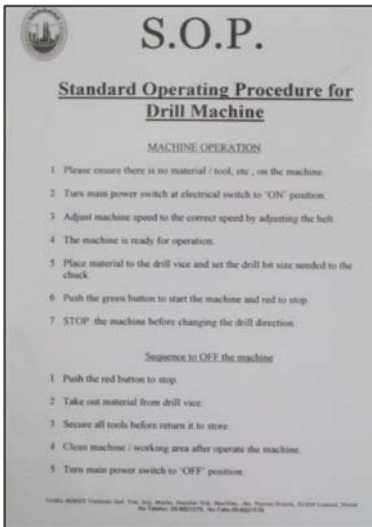 S.O.P.
Standard Operating Procedure for
Drill Machine
MACHINE OPERATION
1 Please ensure there is no material / tool, etc , on the machine.
2 Turn main power switch at electrical switch to 'ON' position.
3 Adjust machine speed to the correct speed by adjusting the belt.
4 The machine is ready for operation.
5 Place material to the drill vice and set the drill bit size needed to the
chuck.
6 Push the green button to start the machine and red to stop.
7 STOP the machine before changing the drill direction.
Sequence to OFF the machine
1 Push the red button to stop.
2 Take out material from drill vice
3 Secure all tools before return it to store.
4 Clean machine / working area after operate the machine.
5 Turn main power switch to 'OFF' position.